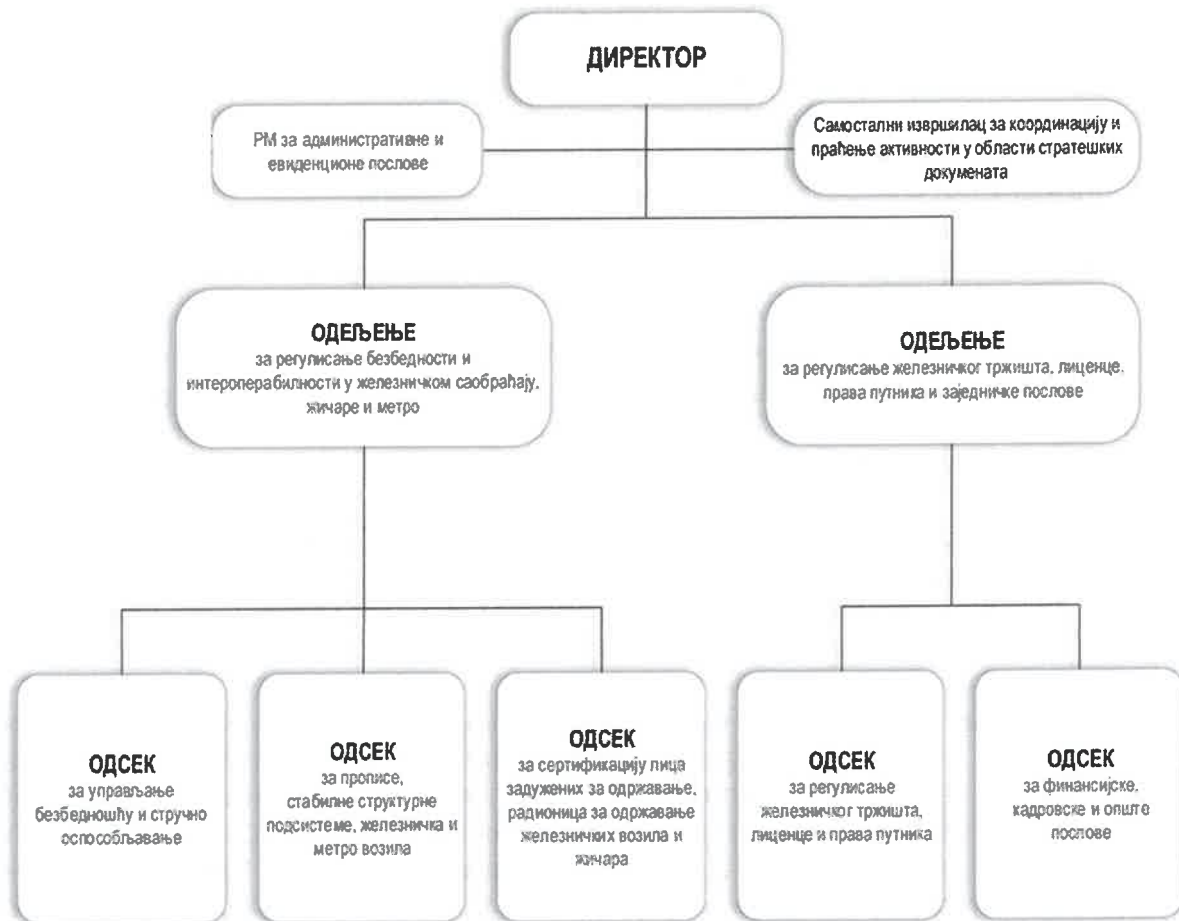 ДИРЕКТОР
РМ за административне и
евиденционе послове
Самостални извршилац за координацију и
праћење активности у области стратешких
докумената
ОДЕЉЕЊЕ
за регулисање безбедности и
интероперабилности у железничком саобраћају,
жичаре и метро
ОДЕЉЕЊЕ
за регулисање железничког тржишта, лиценце,
права путника и заједничке послове
ОДСЕК
за управљање
безбедношћу и стручно
оспособљавање
ОДСЕК
за прописе,
стабилне структурне
подсистеме, железничка и
метро возила
ОДСЕК
за сертификацију лица
задужених за одржавање,
радионица за одржавање
железничких возила и
жичара
ОДСЕК
за регулисање
железничког тржишта,
лиценце и права путника
ОДСЕК
за финансијске,
кадровске и опште
послове